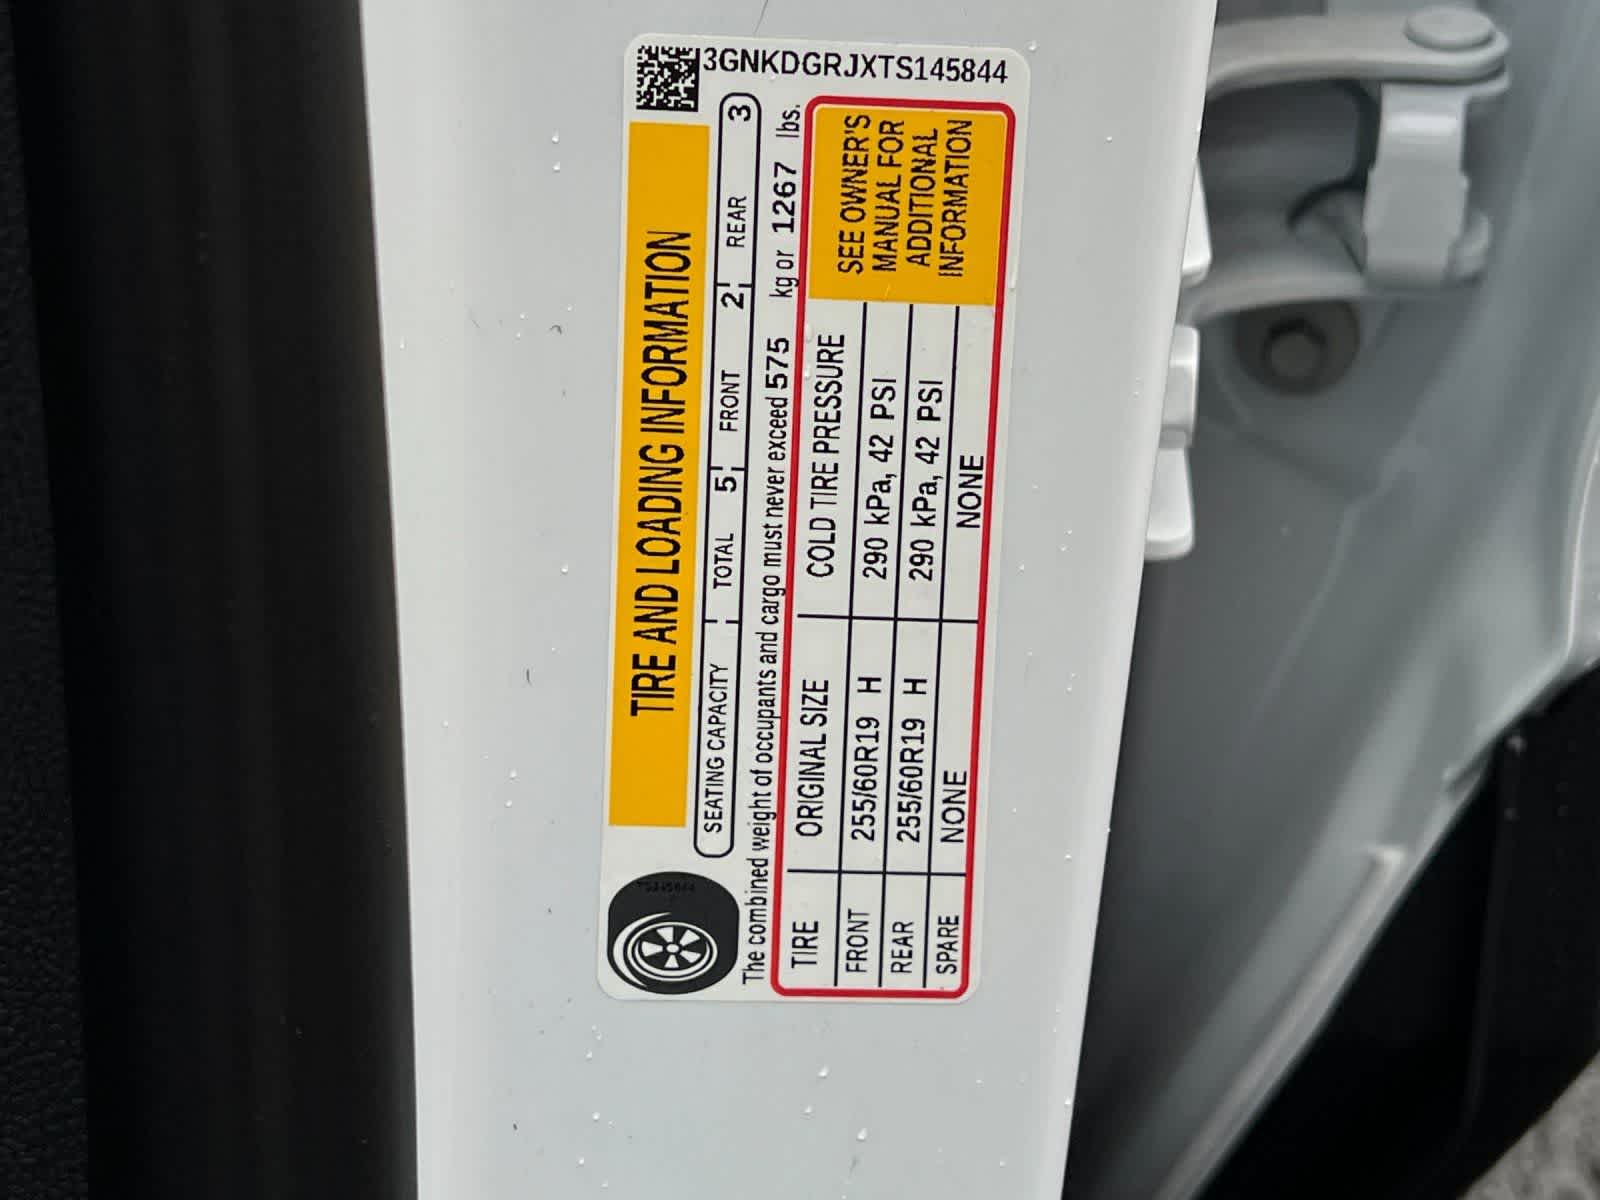 3GNKDGRJXTS145844
TIRE AND LOADING INFORMATION
SEATING CAPACITY TOTAL 5 FRONT 2 REAR 3
The combined weight of occupants and cargo must never exceed 575 kg or 1267 lbs.
TIRE ORIGINAL SIZE COLD TIRE PRESSURE
FRONT 255/60R19 H 290 kPa, 42 PSI
REAR 255/60R19 H 290 kPa, 42 PSI
SPARE NONE NONE
SEE OWNER'S
MANUAL FOR
ADDITIONAL
INFORMATION